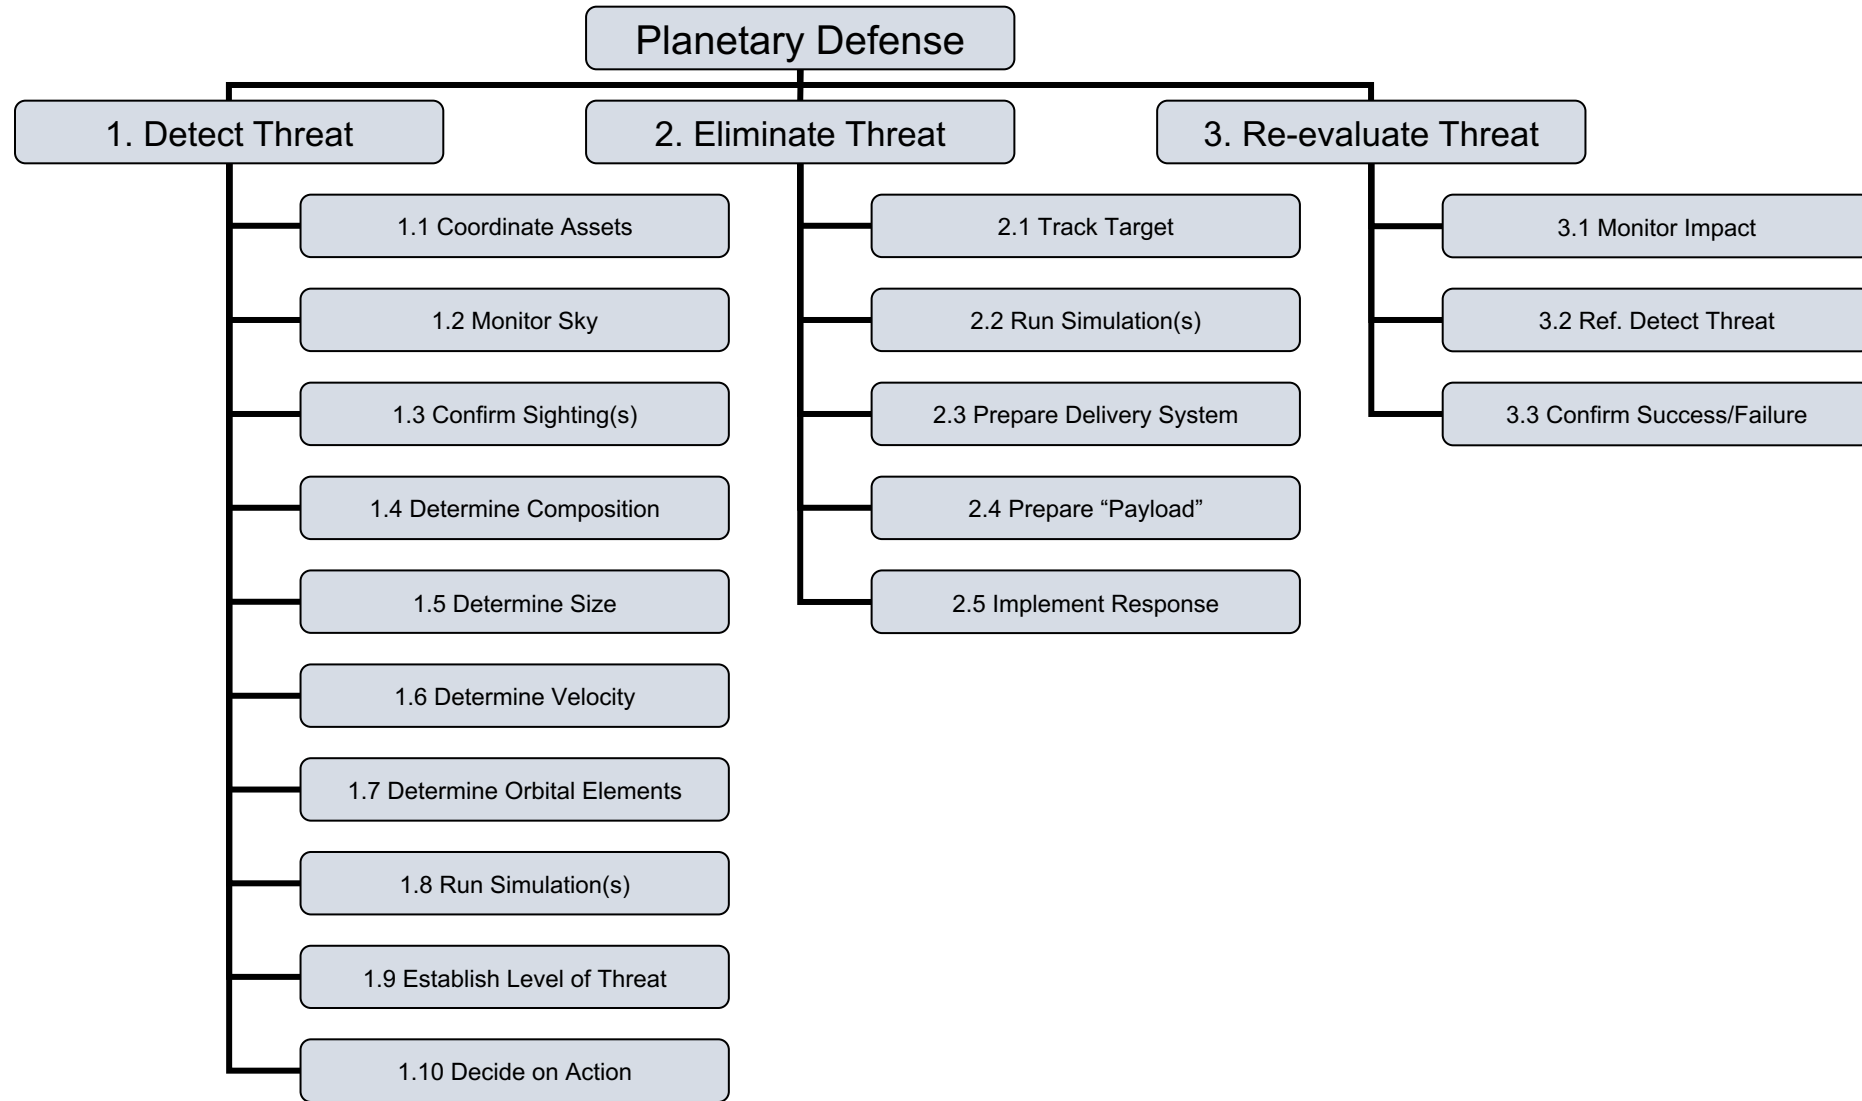 Planetary Defense
1. Detect Threat
2. Eliminate Threat
3. Re-evaluate Threat
1.1 Coordinate Assets
1.2 Monitor Sky
1.3 Confirm Sighting(s)
1.4 Determine Composition
1.5 Determine Size
1.6 Determine Velocity
1.7 Determine Orbital Elements
1.8 Run Simulation(s)
1.9 Establish Level of Threat
1.10 Decide on Action
2.1 Track Target
2.2 Run Simulation(s)
2.3 Prepare Delivery System
2.4 Prepare “Payload”
2.5 Implement Response
3.1 Monitor Impact
3.2 Ref. Detect Threat
3.3 Confirm Success/Failure